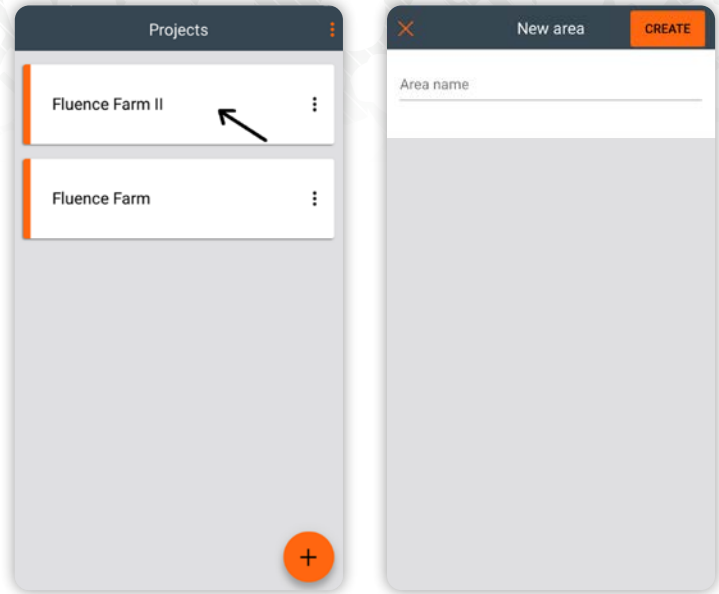 Projects
Fluence Farm II
Fluence Farm
New area
CREATE
Area name